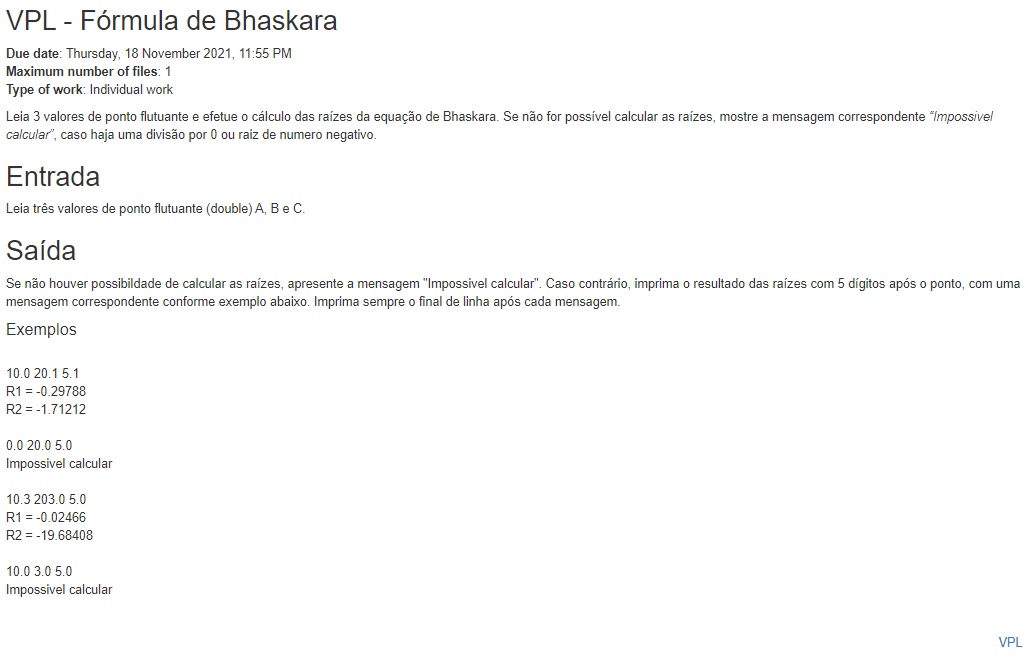 VPL - Fórmula de Bhaskara
Due date: Thursday, 18 November 2021, 11:55 PM
Maximum number of files: 1
Type of work: Individual work
Leia 3 valores de ponto flutuante e efetue o cálculo das raízes da equação de Bhaskara. Se não for possível calcular as raízes, mostre a mensagem correspondente “Impossivel
calcular”, caso haja uma divisão por 0 ou raiz de numero negativo.
Entrada
Leia três valores de ponto flutuante (double) A, B e C.
Saída
Se não houver possibildade de calcular as raízes, apresente a mensagem "Impossivel calcular". Caso contrário, imprima o resultado das raízes com 5 dígitos após o ponto, com uma
mensagem correspondente conforme exemplo abaixo. Imprima sempre o final de linha após cada mensagem.
Exemplos
10.0 20.1 5.1
R1 = -0.29788
R2 = -1.71212
0.0 20.0 5.0
Impossivel calcular
10.3 203.0 5.0
R1 = -0.02466
R2 = -19.68408
10.0 3.0 5.0
Impossivel calcular
VPL